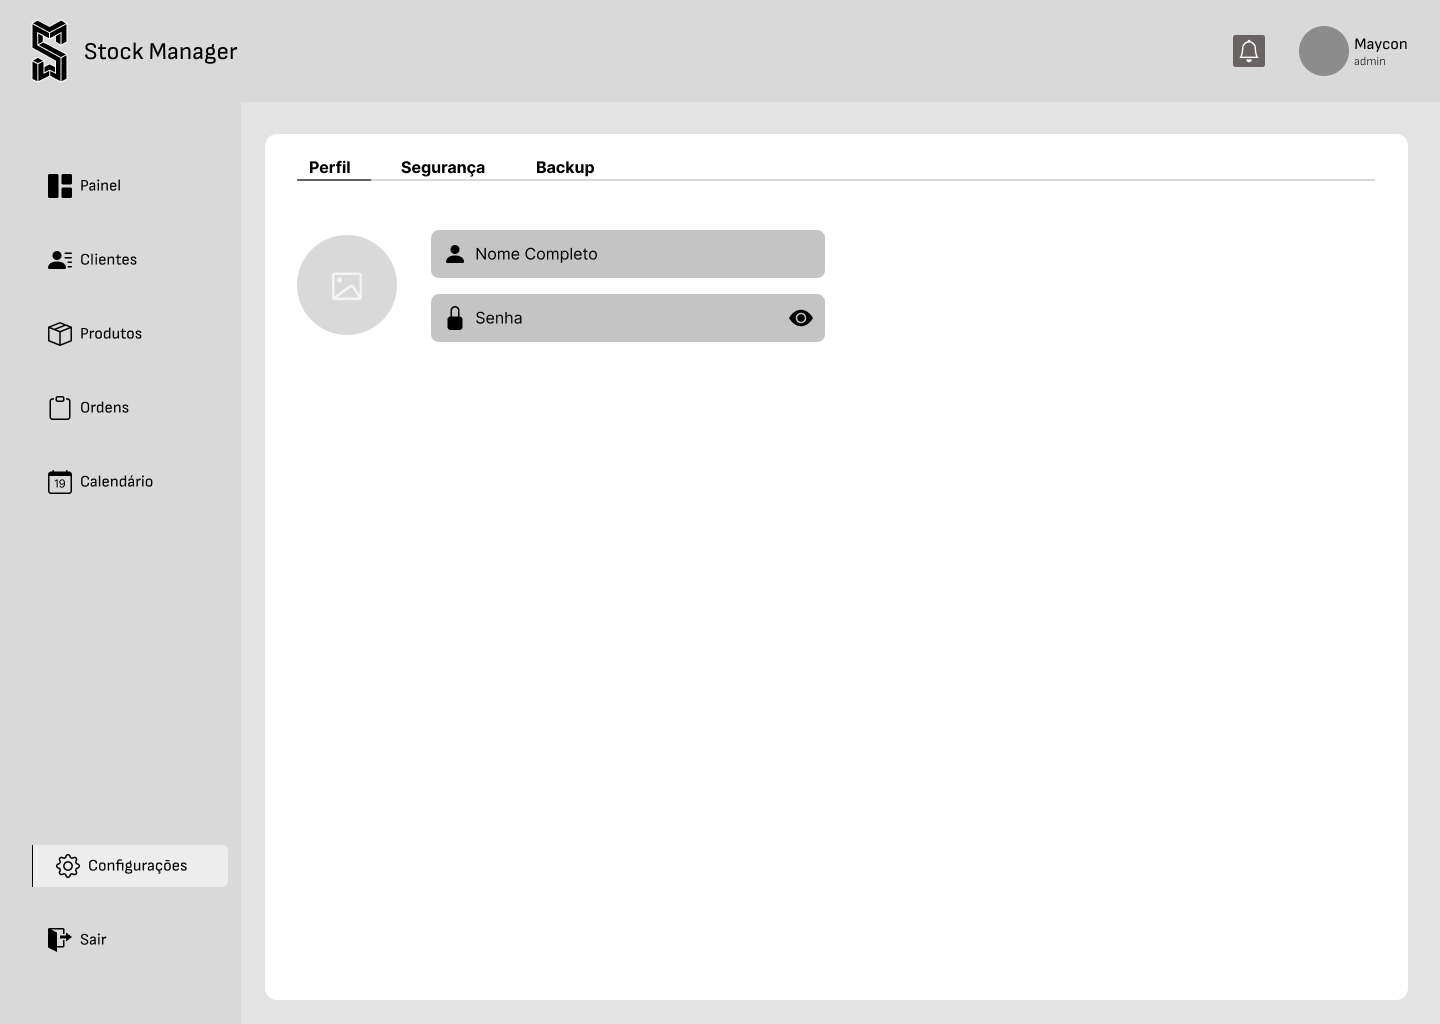 Stock Manager
Maycon
admin
Painel
Clientes
Produtos
Ordens
19
Calendário
Configurações
Sair
Perfil
Segurança
Backup
Nome Completo
Senha